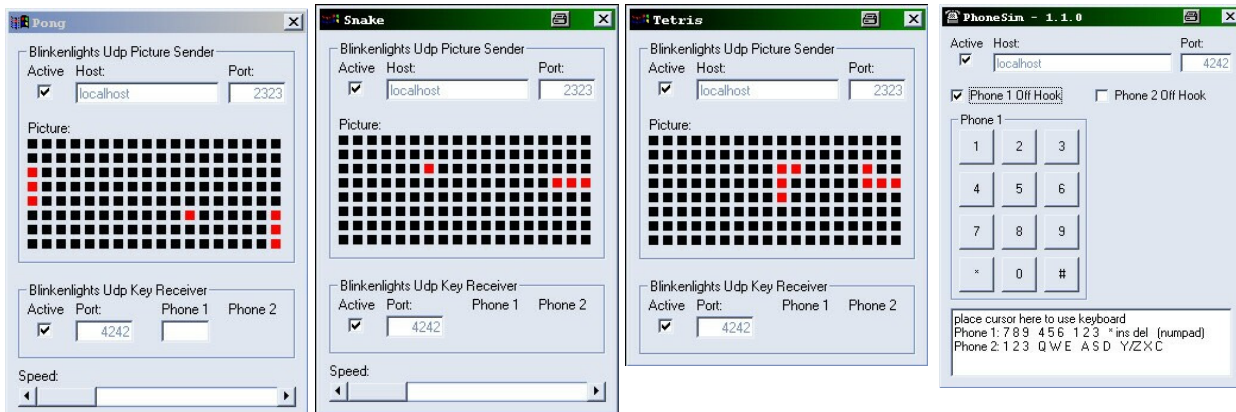 Pong
Blinkenlights Udp Picture Sender
Active Host: Port:
localhost 2323
Picture:
Blinkenlights Udp Key Receiver
Active Port: Phone 1 Phone 2
4242
Speed:
Snake
Blinkenlights Udp Picture Sender
Active Host: Port:
localhost 2323
Picture:
Blinkenlights Udp Key Receiver
Active Port: Phone 1 Phone 2
4242
Speed:
Tetris
Blinkenlights Udp Picture Sender
Active Host: Port:
localhost 2323
Picture:
Blinkenlights Udp Key Receiver
Active Port: Phone 1 Phone 2
4242
PhoneSim - 1.1.0
Active Host: Port:
localhost 4242
Phone 1 Off Hook Phone 2 Off Hook
Phone 1
1 2 3
4 5 6
7 8 9
* 0 #
place cursor here to use keyboard
Phone 1: 7 8 9 4 5 6 1 2 3 * ins del (numpad)
Phone 2: 1 2 3 Q W E A S D Y/Z X C